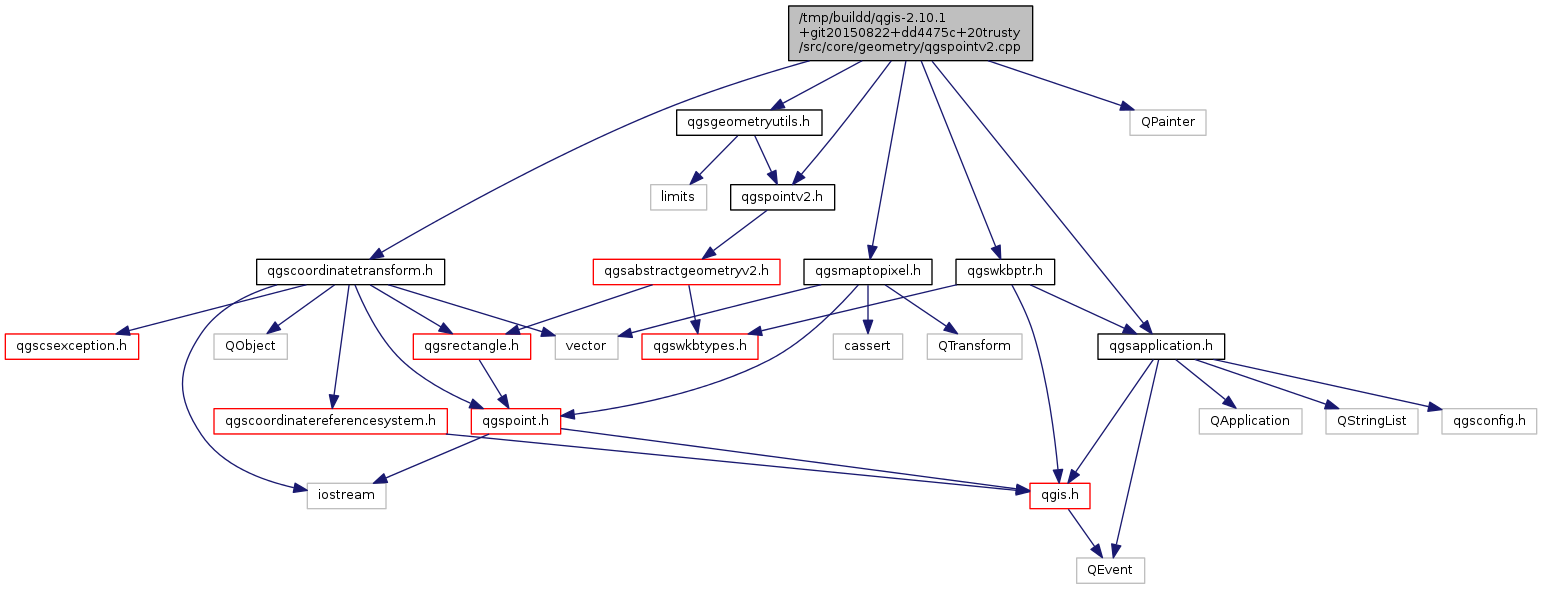 /tmp/buildd/qgis-2.10.1
+git20150822+dd4475c+20trusty
/src/core/geometry/qgspointv2.cpp
qgsgeometryutils.h
QPainter
limits
qgspointv2.h
qgscoordinatetransform.h
qgsabstractgeometryv2.h
qgsmaptopixel.h
qgswkbptr.h
qgscsexception.h
QObject
qgsrectangle.h
vector
qgswkbtypes.h
cassert
QTransform
qgsapplication.h
qgscoordinatereferencesystem.h
qgspoint.h
QApplication
QStringList
qgsconfig.h
iostream
qgis.h
QEvent